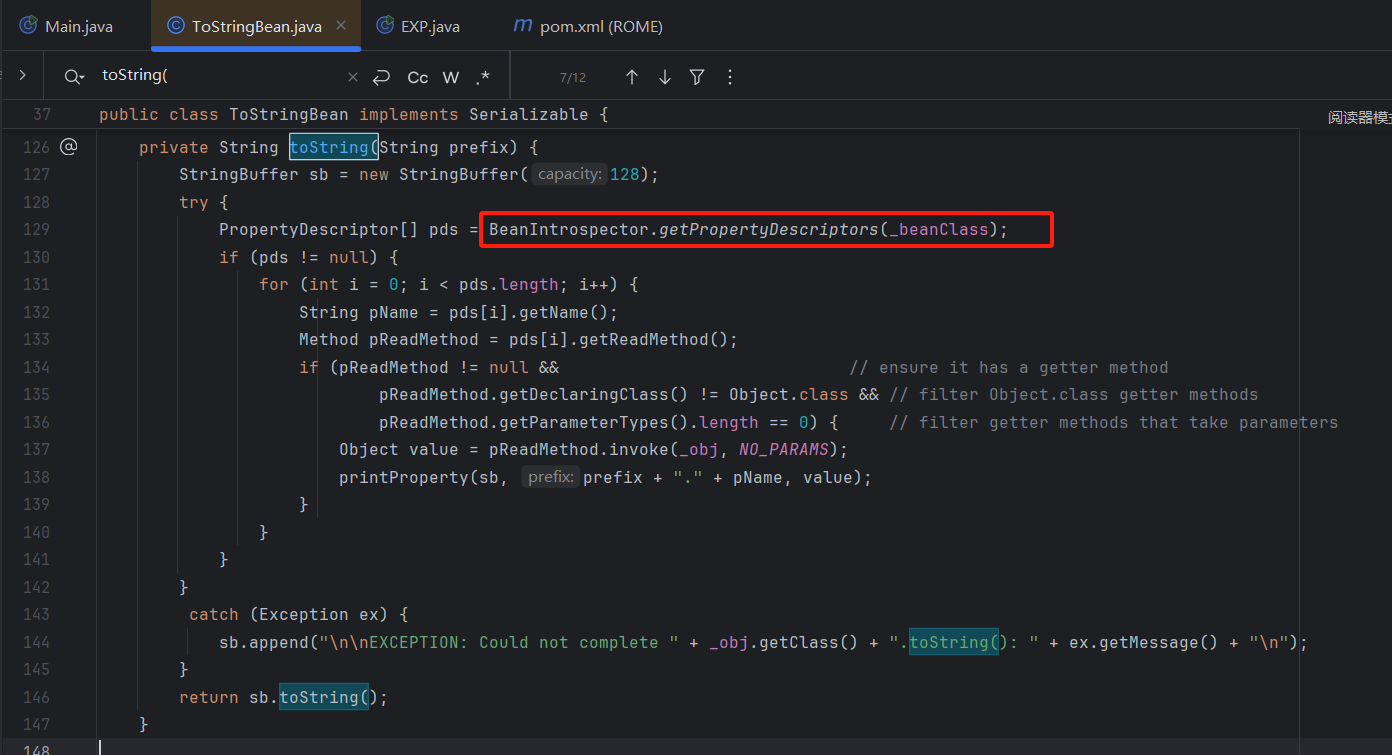 Main.java ToStringBean.java EXP.java pom.xml (ROME)
toString( Cc W .* 7/12
37 public class ToStringBean implements Serializable {
阅读器模
126 @ private String toString(String prefix) {
127 StringBuffer sb = new StringBuffer( capacity: 128);
128 try {
129 PropertyDescriptor[] pds = BeanIntrospector.getPropertyDescriptors(_beanClass);
130 if (pds != null) {
131 for (int i = 0; i < pds.length; i++) {
132 String pName = pds[i].getName();
133 Method pReadMethod = pds[i].getReadMethod();
134 if (pReadMethod != null && // ensure it has a getter method
135 pReadMethod.getDeclaringClass() != Object.class && // filter Object.class getter methods
136 pReadMethod.getParameterTypes().length == 0) { // filter getter methods that take parameters
137 Object value = pReadMethod.invoke(_obj, NO_PARAMS);
138 printProperty(sb, prefix: prefix + "." + pName, value);
139 }
140 }
141 }
142 }
143 catch (Exception ex) {
144 sb.append("\n\nEXCEPTION: Could not complete " + _obj.getClass() + ".toString(): " + ex.getMessage() + "\n");
145 }
146 return sb.toString();
147 }
148